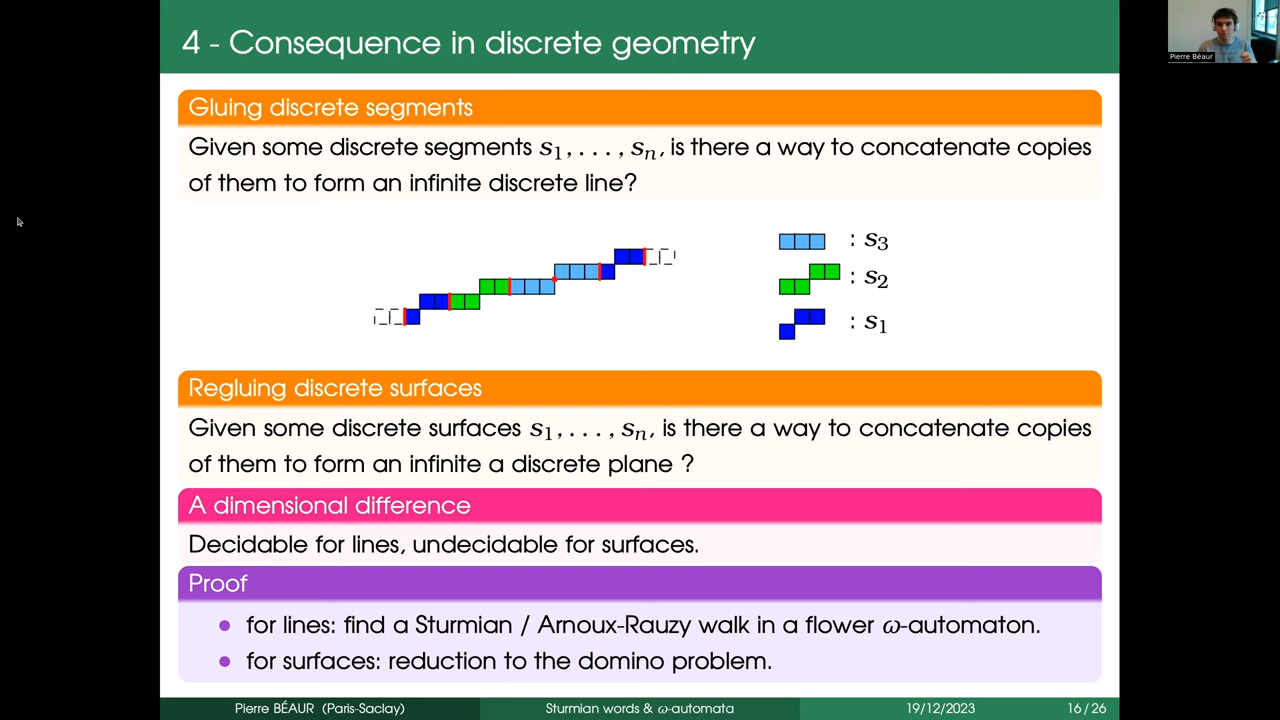 4 - Consequence in discrete geometry
Pierre Béaur
Gluing discrete segments
Given some discrete segments s₁, . . . , sₙ, is there a way to concatenate copies
of them to form an infinite discrete line?
: s₃
: s₂
: s₁
Regluing discrete surfaces
Given some discrete surfaces s₁, . . . , sₙ, is there a way to concatenate copies
of them to form an infinite a discrete plane ?
A dimensional difference
Decidable for lines, undecidable for surfaces.
Proof
• for lines: find a Sturmian / Arnoux-Rauzy walk in a flower ω-automaton.
• for surfaces: reduction to the domino problem.
Pierre BÉAUR (Paris-Saclay) Sturmian words & ω-automata 19/12/2023 16 / 26